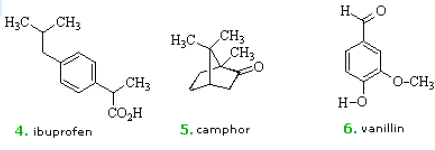 H₃C CH₃
CH₃
CO₂H
4. ibuprofen
H₃C CH₃
CH₃
O
5. camphor
H O
O–CH₃
H–O
6. vanillin